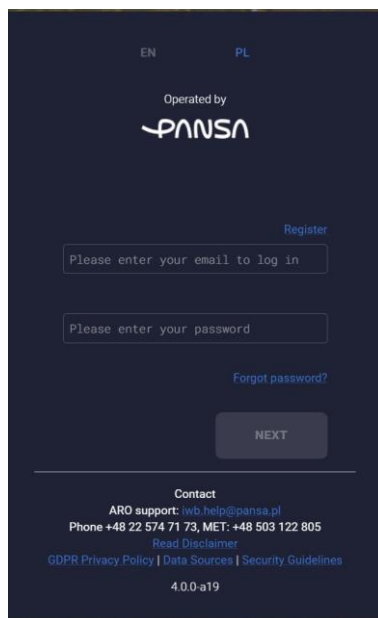 EN PL
Operated by
PANSA
Register
Please enter your email to log in
Please enter your password
Forgot password?
NEXT
Contact
ARO support: iwb.help@pansa.pl
Phone +48 22 574 71 73, MET: +48 503 122 805
Read Disclaimer
GDPR Privacy Policy | Data Sources | Security Guidelines
4.0.0-a19